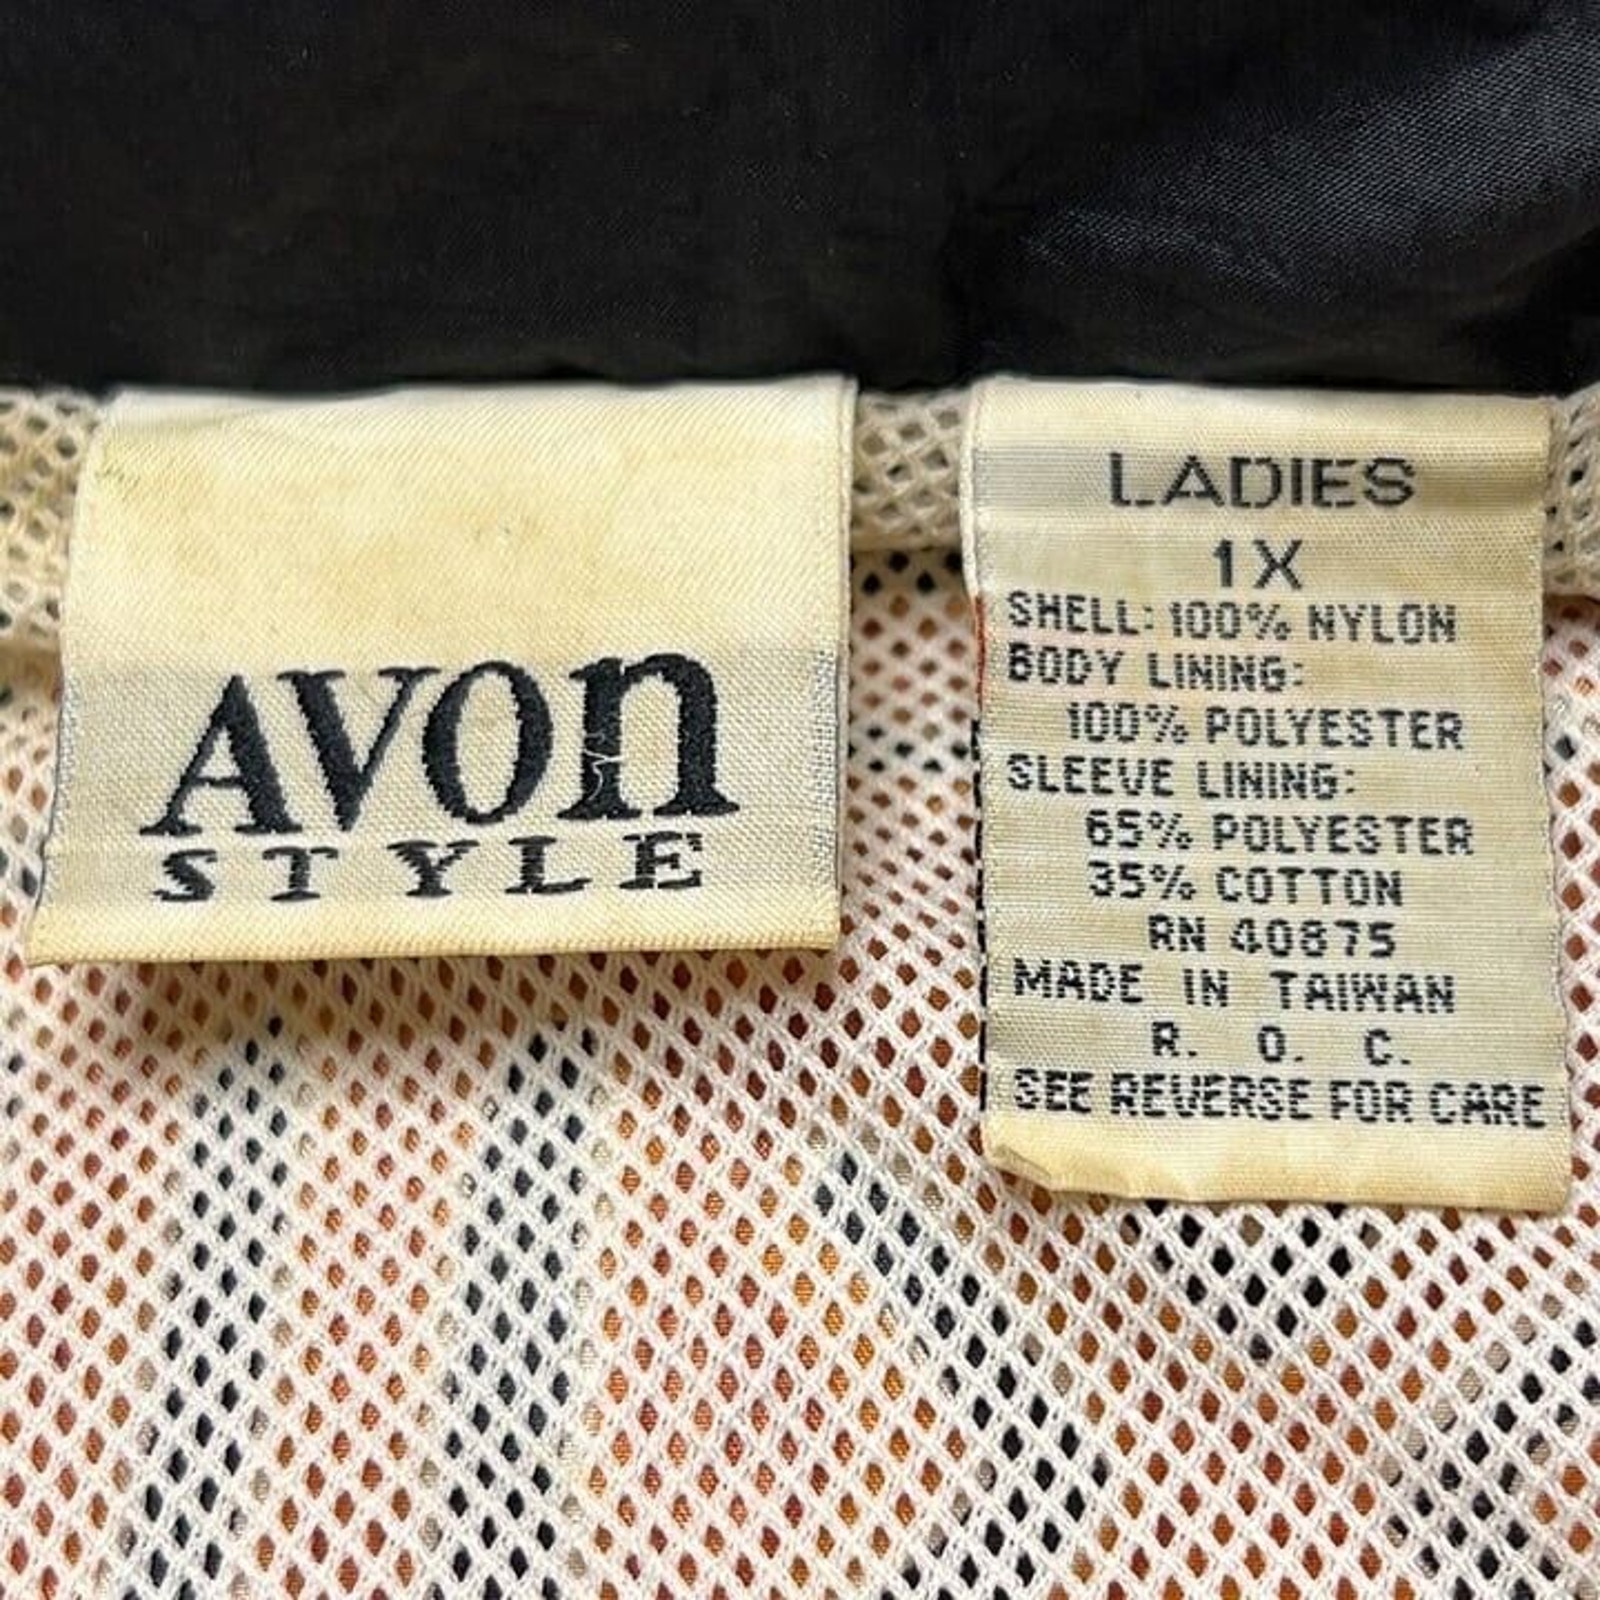 AVON
STYLE
LADIES
1X
SHELL: 100% NYLON
BODY LINING:
100% POLYESTER
SLEEVE LINING:
65% POLYESTER
35% COTTON
RN 40875
MADE IN TAIWAN
R. O. C.
SEE REVERSE FOR CARE